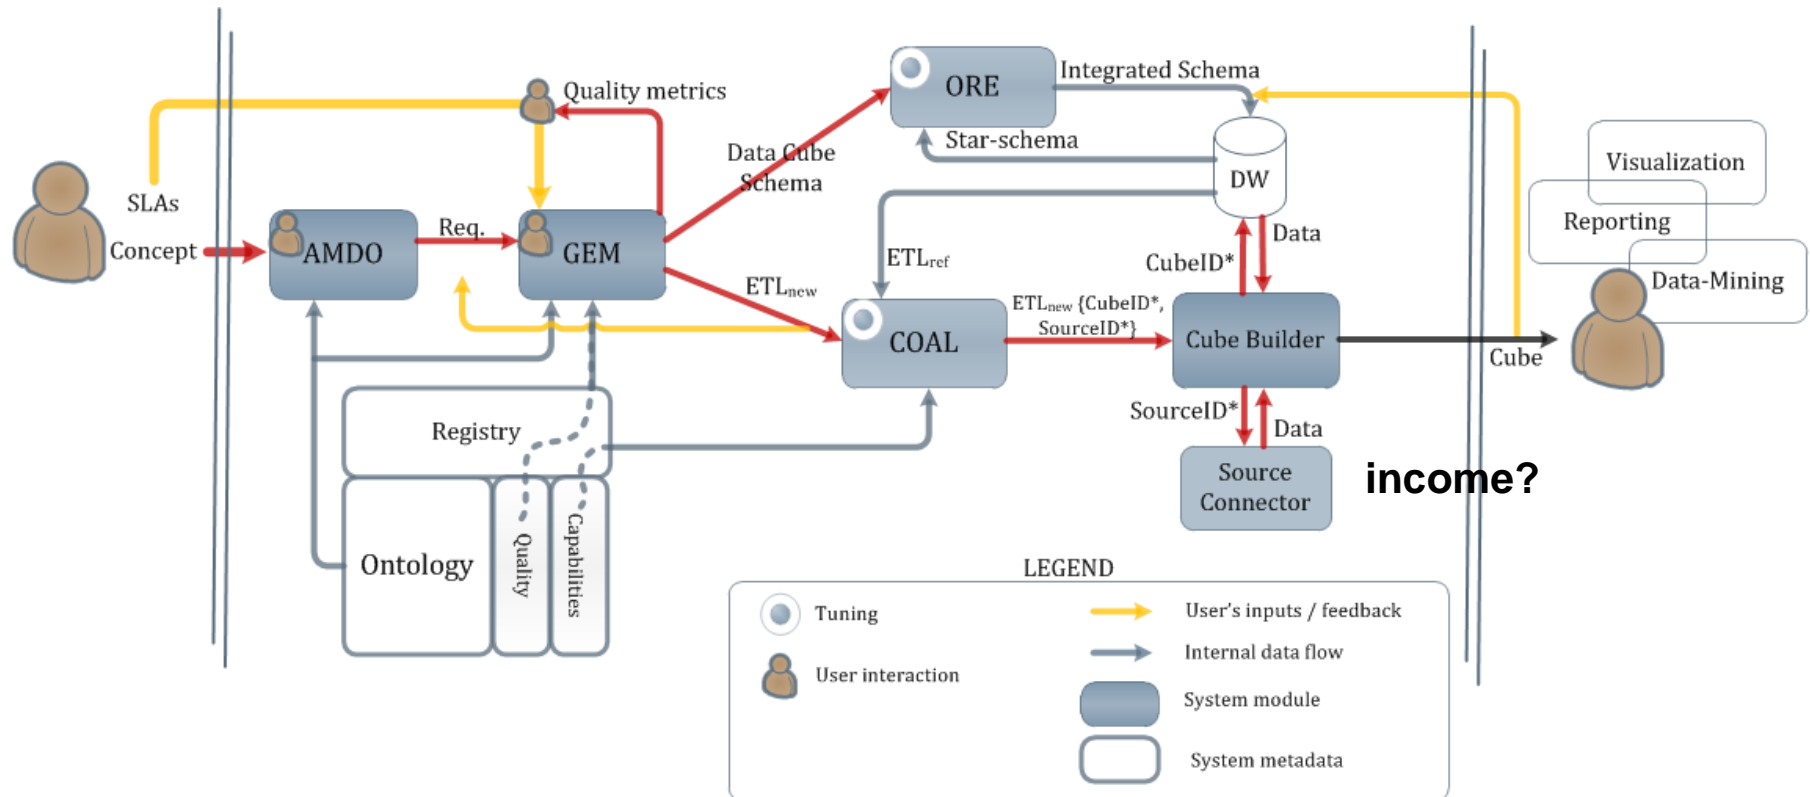 Quality metrics
ORE
Integrated Schema
Star-schema
Data Cube
Schema
DW
Visualization
Reporting
Data-Mining
SLAs
Concept
AMDO
Req.
GEM
ETLnew
ETLref
CubeID*
Data
COAL
ETLnew {CubeID*,
SourceID*}
Cube Builder
Cube
SourceID*
Data
Source
Connector
income?
Registry
Ontology
Quality
Capabilities
LEGEND
Tuning
User interaction
User's inputs / feedback
Internal data flow
System module
System metadata